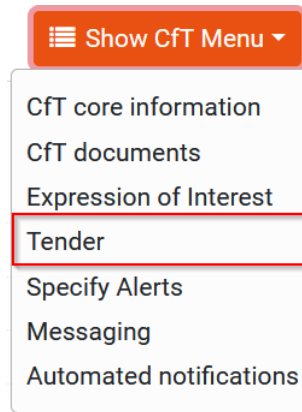 Show CfT Menu
CfT core information
CfT documents
Expression of Interest
Tender
Specify Alerts
Messaging
Automated notifications